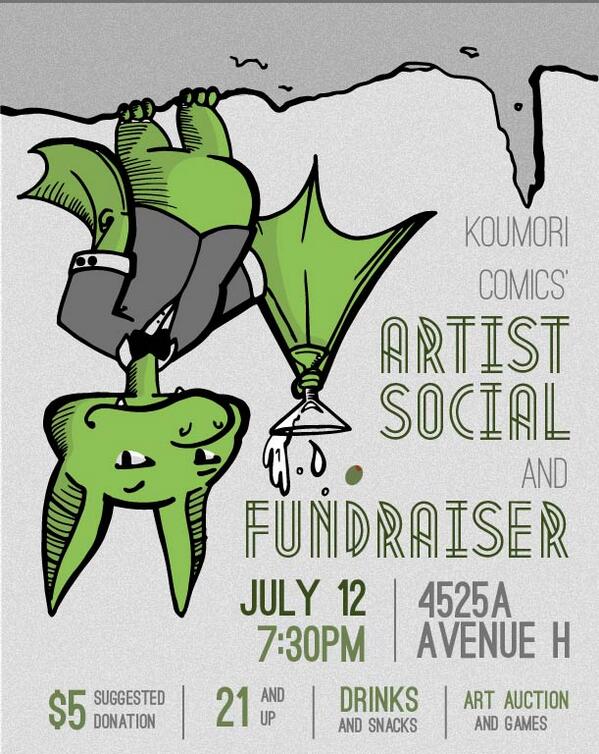 KOUMORI
COMICS'
ARTIST
SOCIAL
AND
FUNDRAISER
JULY 12
7:30PM
4525A
AVENUE H
$5 SUGGESTED
DONATION
21 AND
UP
DRINKS
AND SNACKS
ART AUCTION
AND GAMES